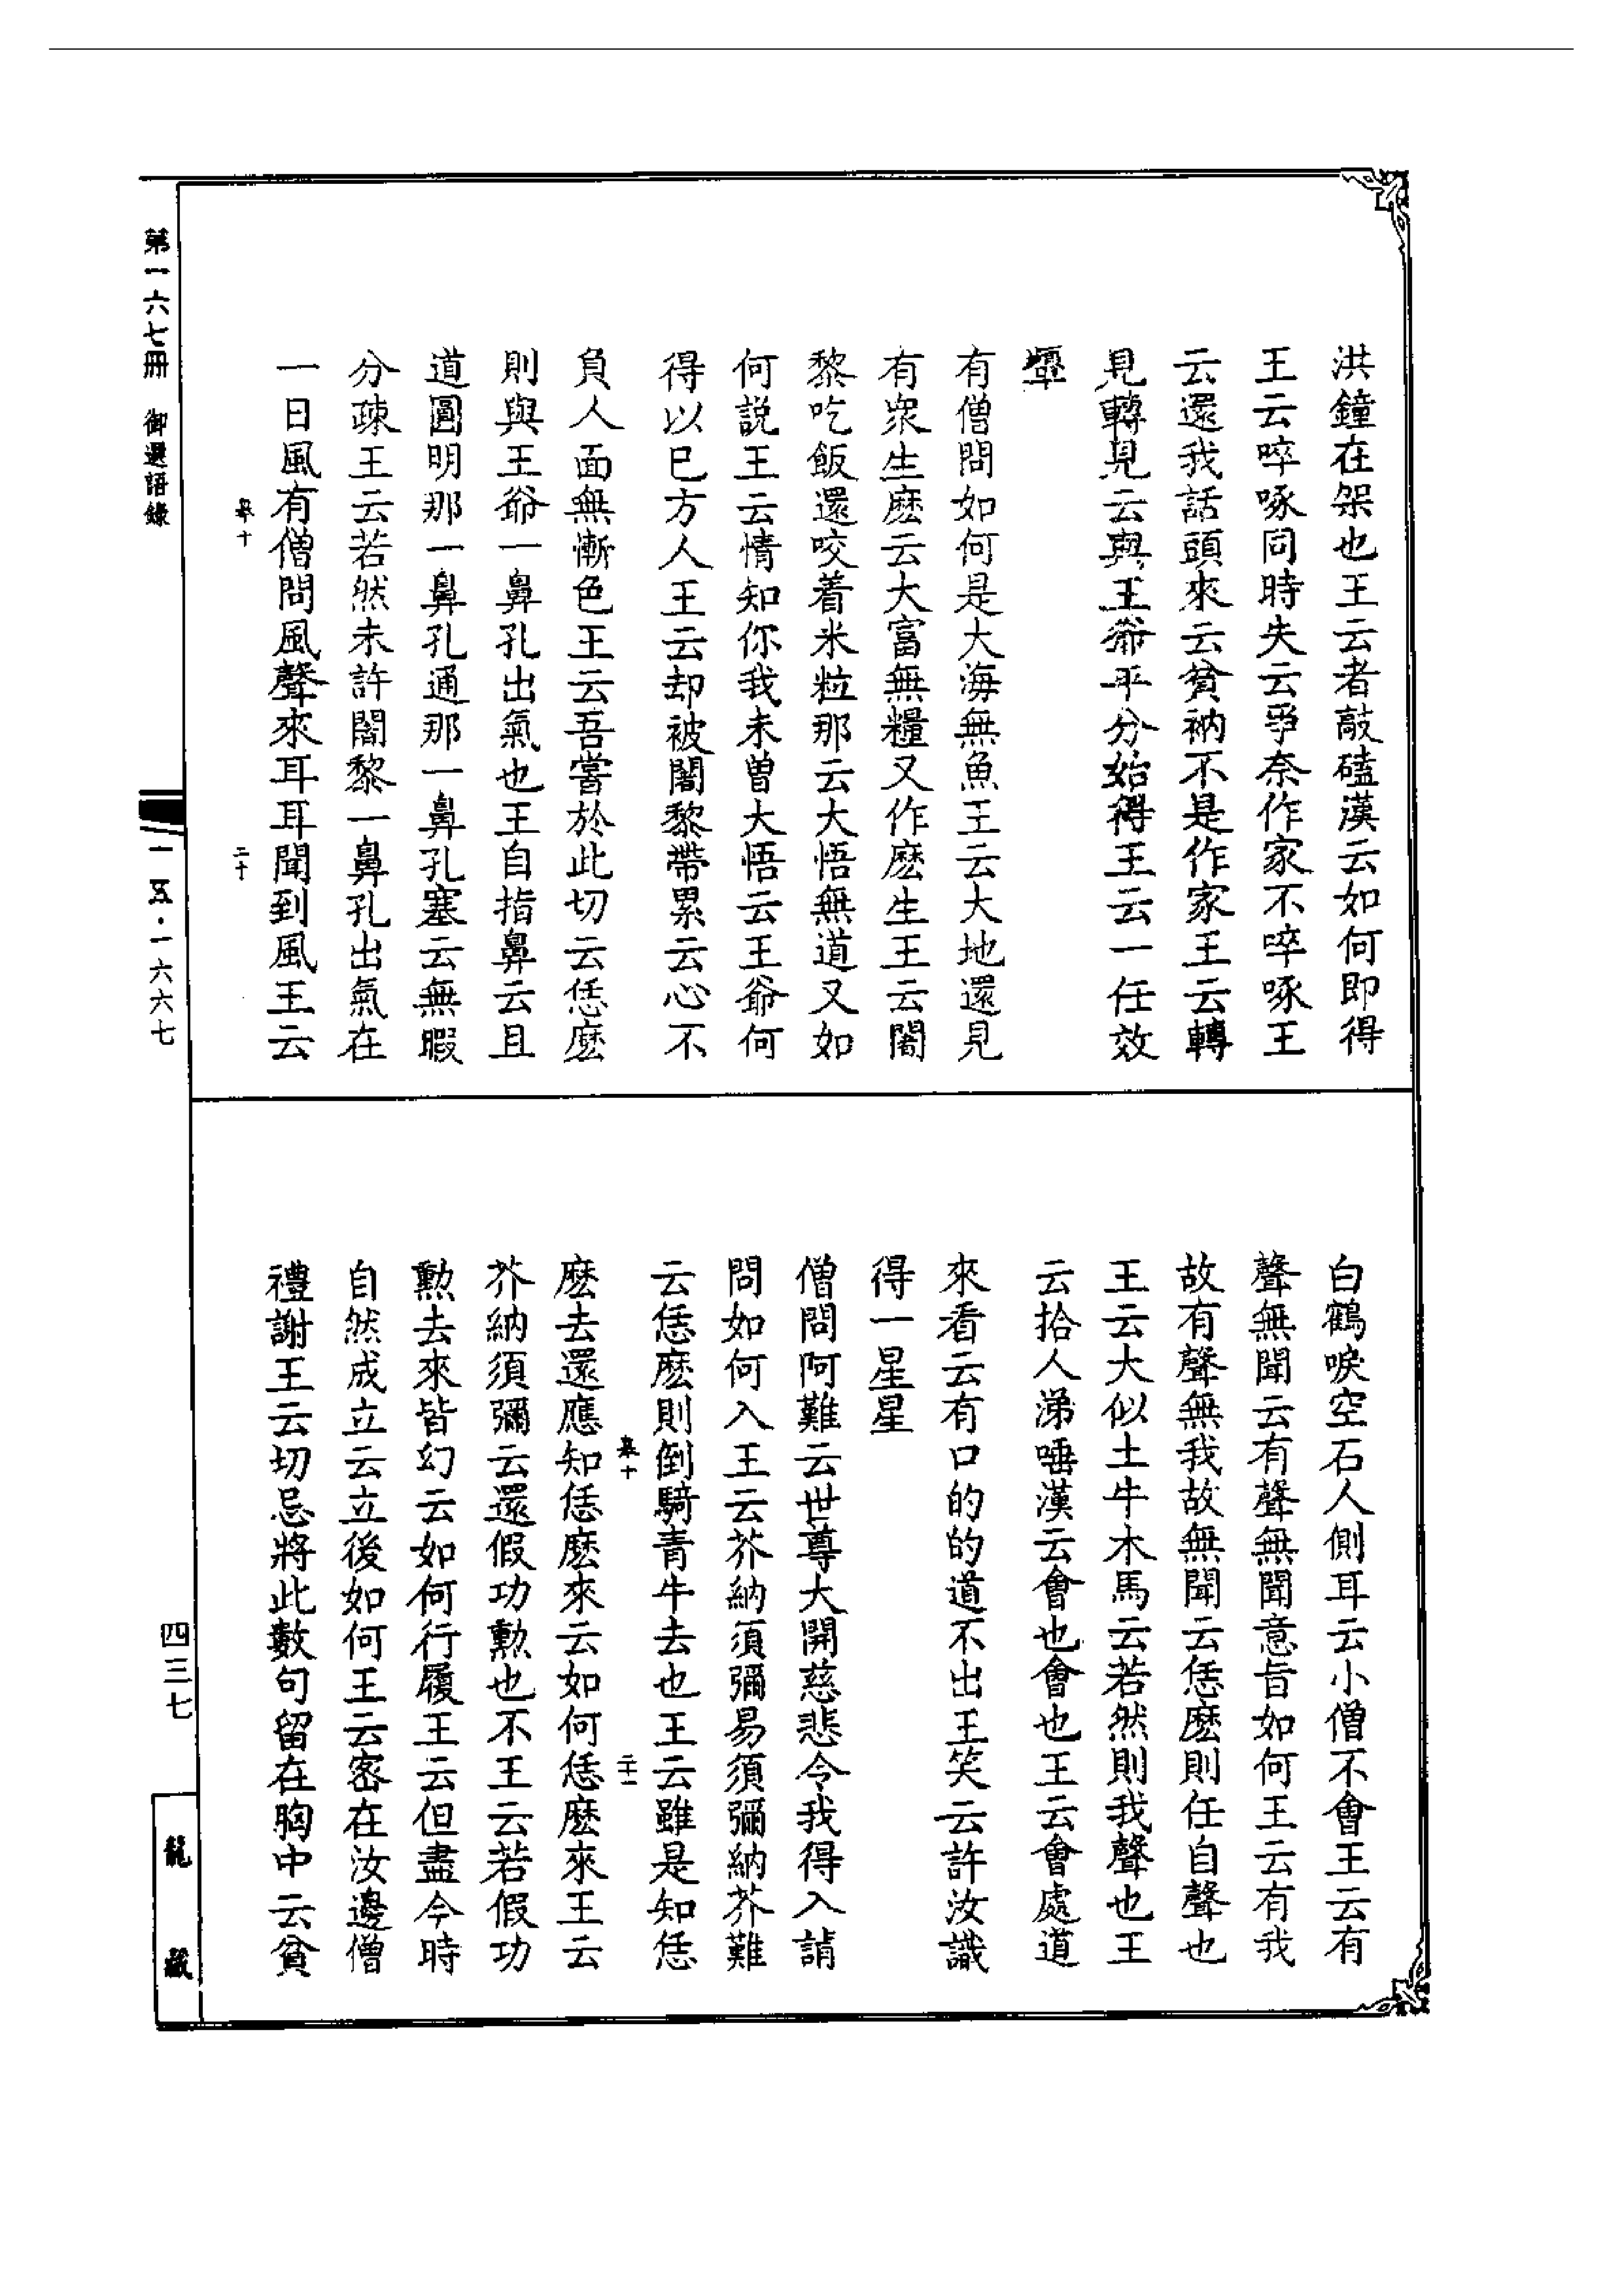 洪鐘在架也王云者敲磕漢云如何即得
王云啐啄同時失云爭奈作家不啐啄王
云還我話頭來云貧衲不是作家王云轉
見轉見云與王爺平分始得王云一任效
顰
有僧問如何是大海無魚王云大地還見
有衆生麽云大富無糧又作麽生王云闍
黎吃飯還咬着米粒那云大悟無道又如
何說王云情知你我未曾大悟云王爺何
得以已方人王云却被闍黎帶累云心不
負人面無慚色王云吾嘗於此切云恁麽
則與王爺一鼻孔出氣也王自指鼻云且
道圓明那一鼻孔通那一鼻孔塞云無暇
分疎王云若然未許闍黎一鼻孔出氣在
一日風有僧問風聲來耳耳聞到風王云
白鶴唳空石人側耳云小僧不會王云有
聲無聞云有聲無聞意旨如何王云有我
故有聲無我故無聞云恁麽則任自聲也
王云大似土牛木馬云若然則我聲也王
云拾人涕唾漢云會也會也王云會處道
來看云有口的的道不出王笑云許汝識
得一星星
僧問阿難云世尊大開慈悲令我得入請
問如何入王云芥納須彌易須彌納芥難
云恁麽則倒騎青牛去也王云雖是知恁
麽去還應知恁麽來云如何恁麽來王云
芥納須彌云還假功勲也不王云若假功
勲去來皆幻云如何行履王云但盡今時
自然成立云立後如何王云密在汝邊僧
禮謝王云切忌將此數句留在胸中云貧
第一六七冊 御選語錄
一五·一六六七
四三七
龍藏